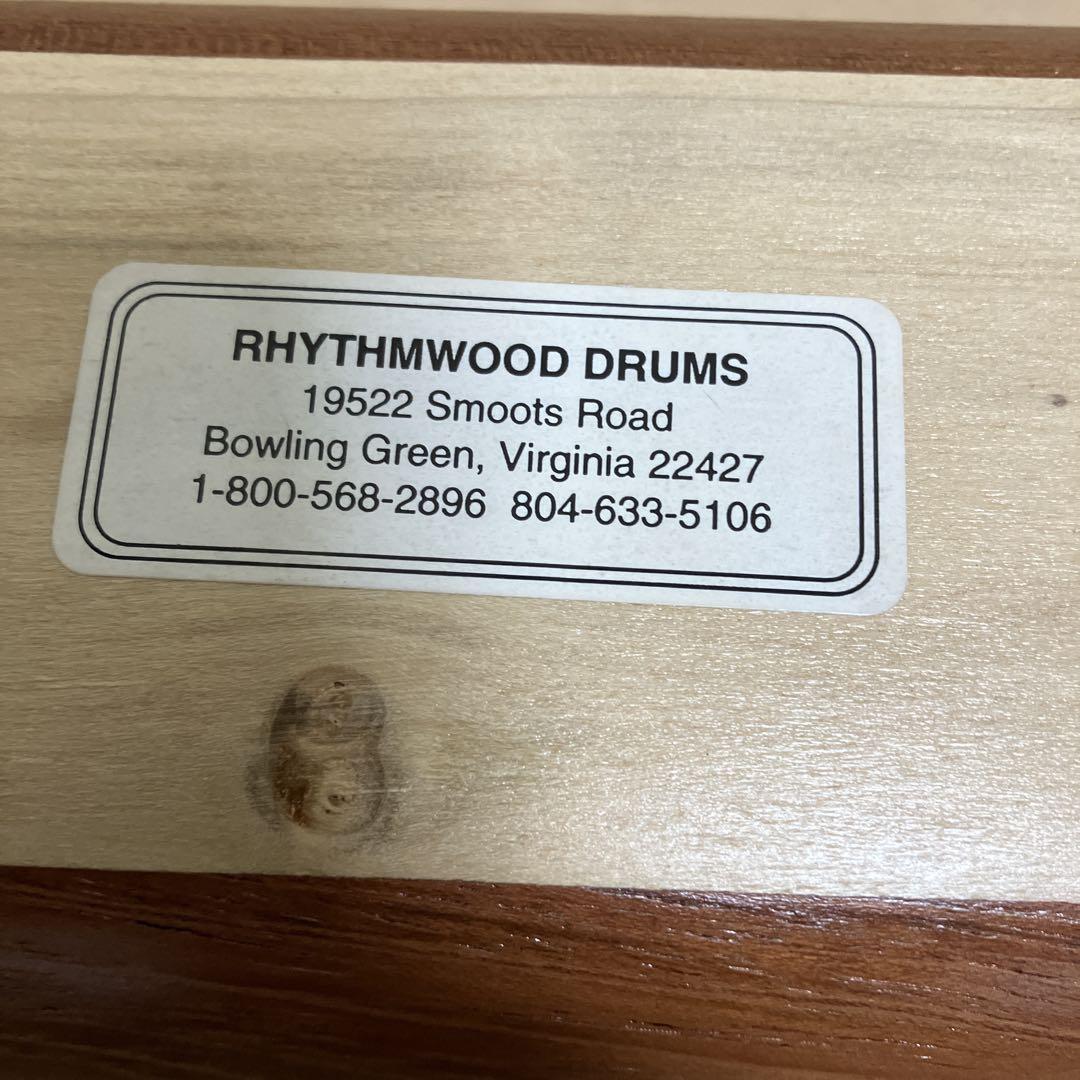 RHYTHMWOOD DRUMS
19522 Smoots Road
Bowling Green, Virginia 22427
1-800-568-2896 804-633-5106